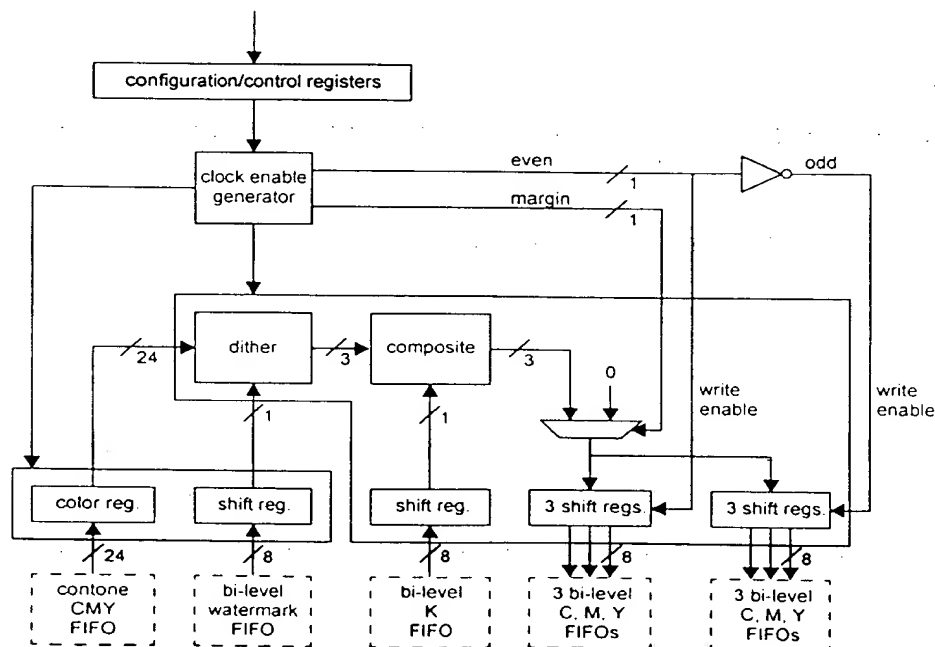 configuration/control registers
clock enable
generator
even
1
odd
margin
1
dither
composite
24
3
3
0
1
1
write
enable
write
enable
color reg.
shift reg.
shift reg.
3 shift regs.
3 shift regs.
24
8
8
8
8
contone
CMY
FIFO
bi-level
watermark
FIFO
bi-level
K
FIFO
3 bi-level
C, M, Y
FIFOs
3 bi-level
C, M, Y
FIFOs